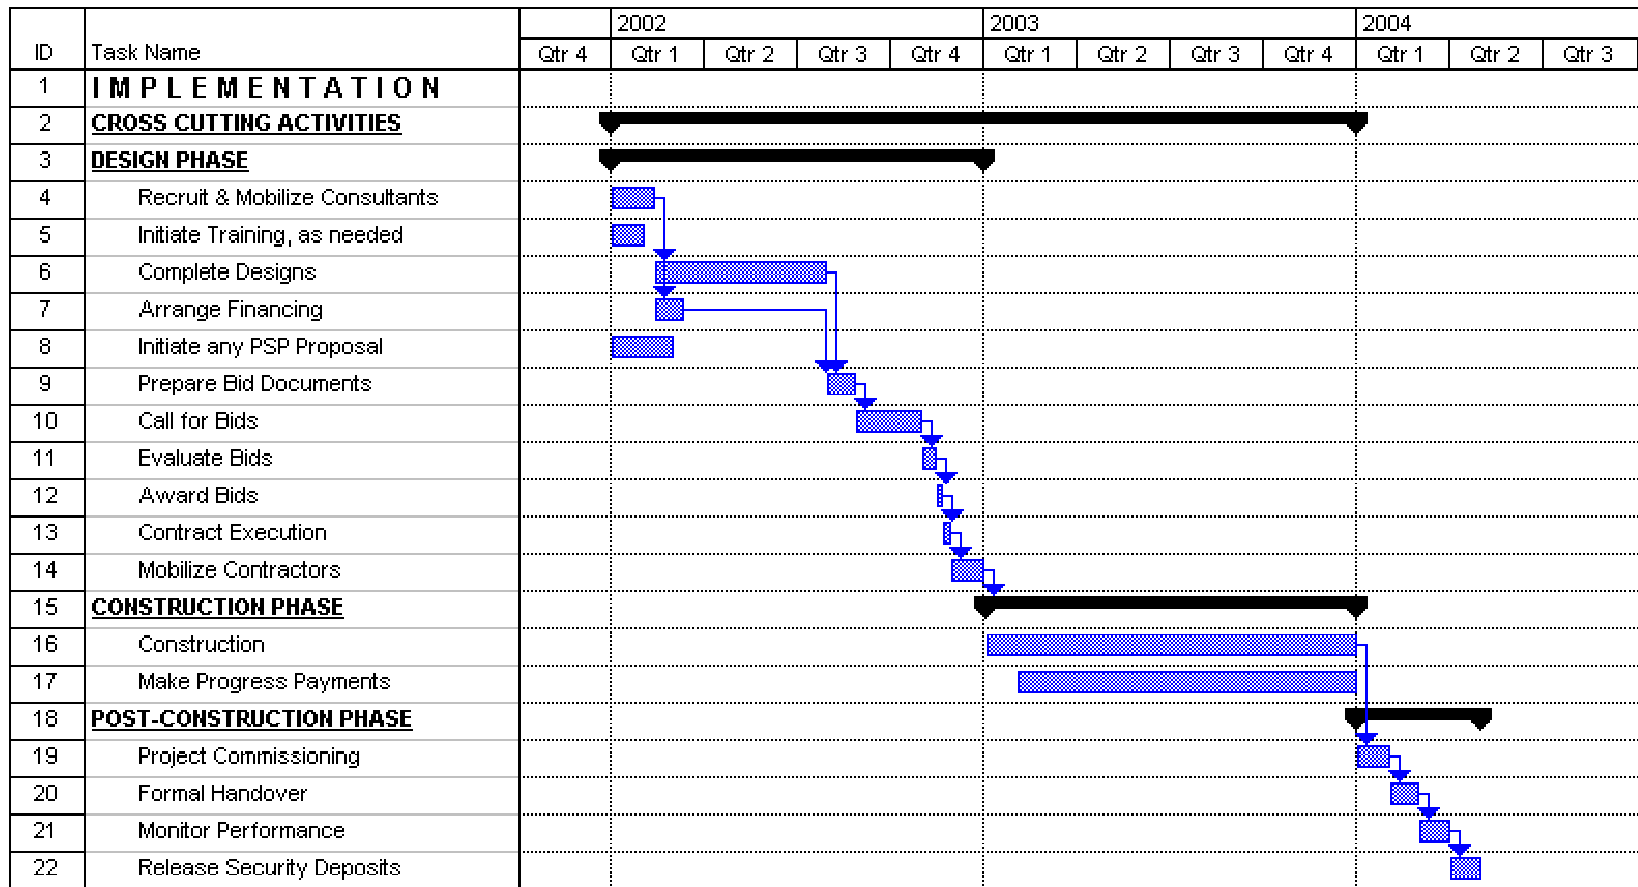 2002 2003 2004
ID Task Name Qtr 4 Qtr 1 Qtr 2 Qtr 3 Qtr 4 Qtr 1 Qtr 2 Qtr 3 Qtr 4 Qtr 1 Qtr 2 Qtr 3
1 I M P L E M E N T A T I O N
2 CROSS CUTTING ACTIVITIES
3 DESIGN PHASE
4 Recruit & Mobilize Consultants
5 Initiate Training, as needed
6 Complete Designs
7 Arrange Financing
8 Initiate any PSP Proposal
9 Prepare Bid Documents
10 Call for Bids
11 Evaluate Bids
12 Award Bids
13 Contract Execution
14 Mobilize Contractors
15 CONSTRUCTION PHASE
16 Construction
17 Make Progress Payments
18 POST-CONSTRUCTION PHASE
19 Project Commissioning
20 Formal Handover
21 Monitor Performance
22 Release Security Deposits